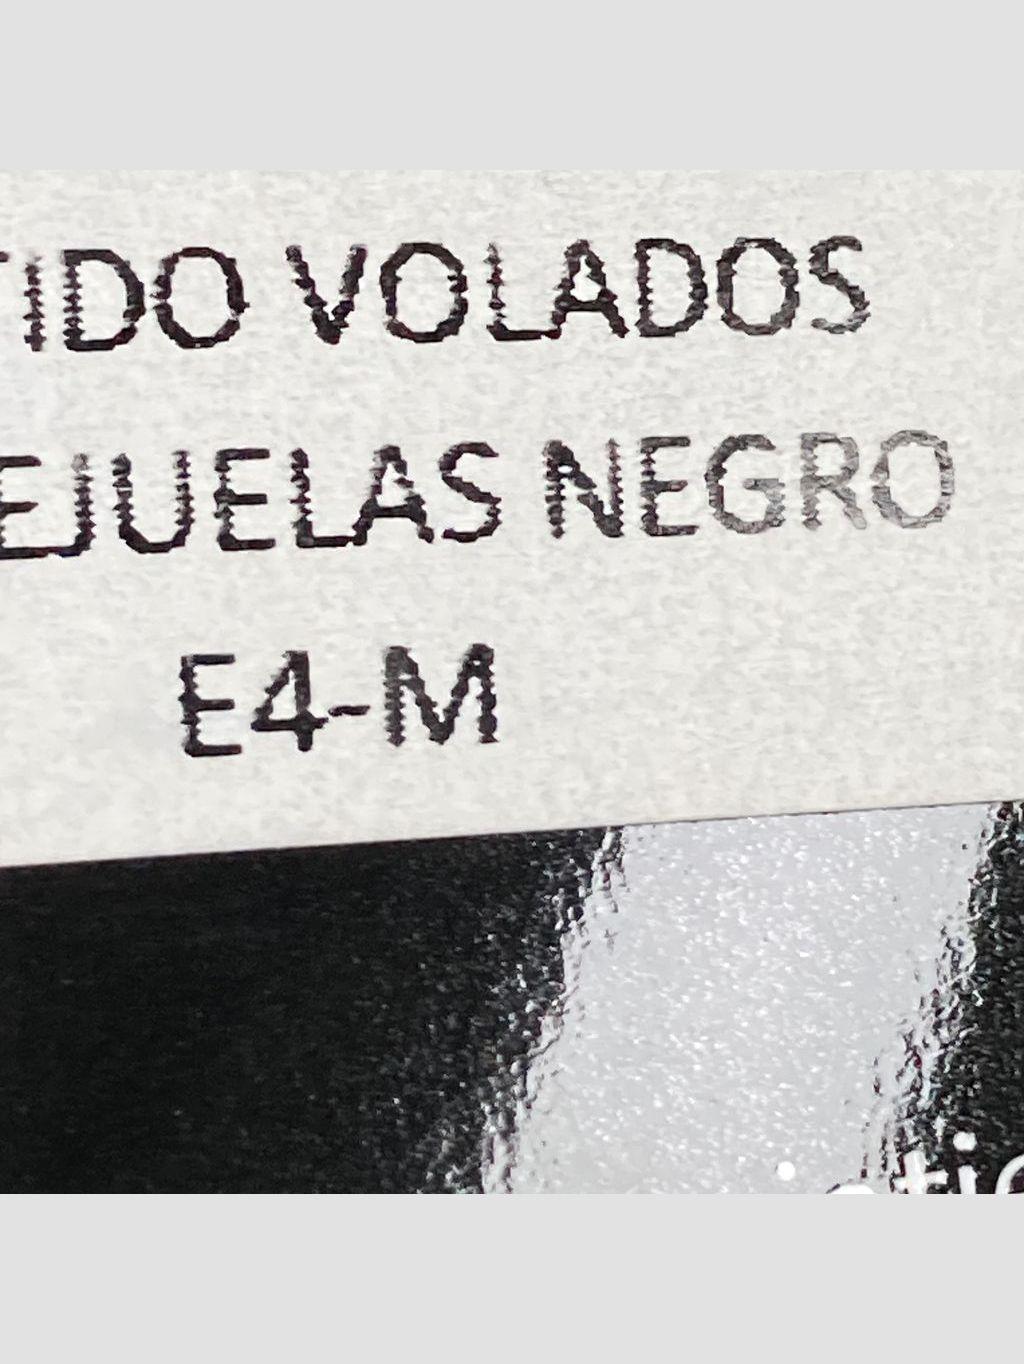 TIDO VOLADOS
EJUELAS NEGRO
E4-M